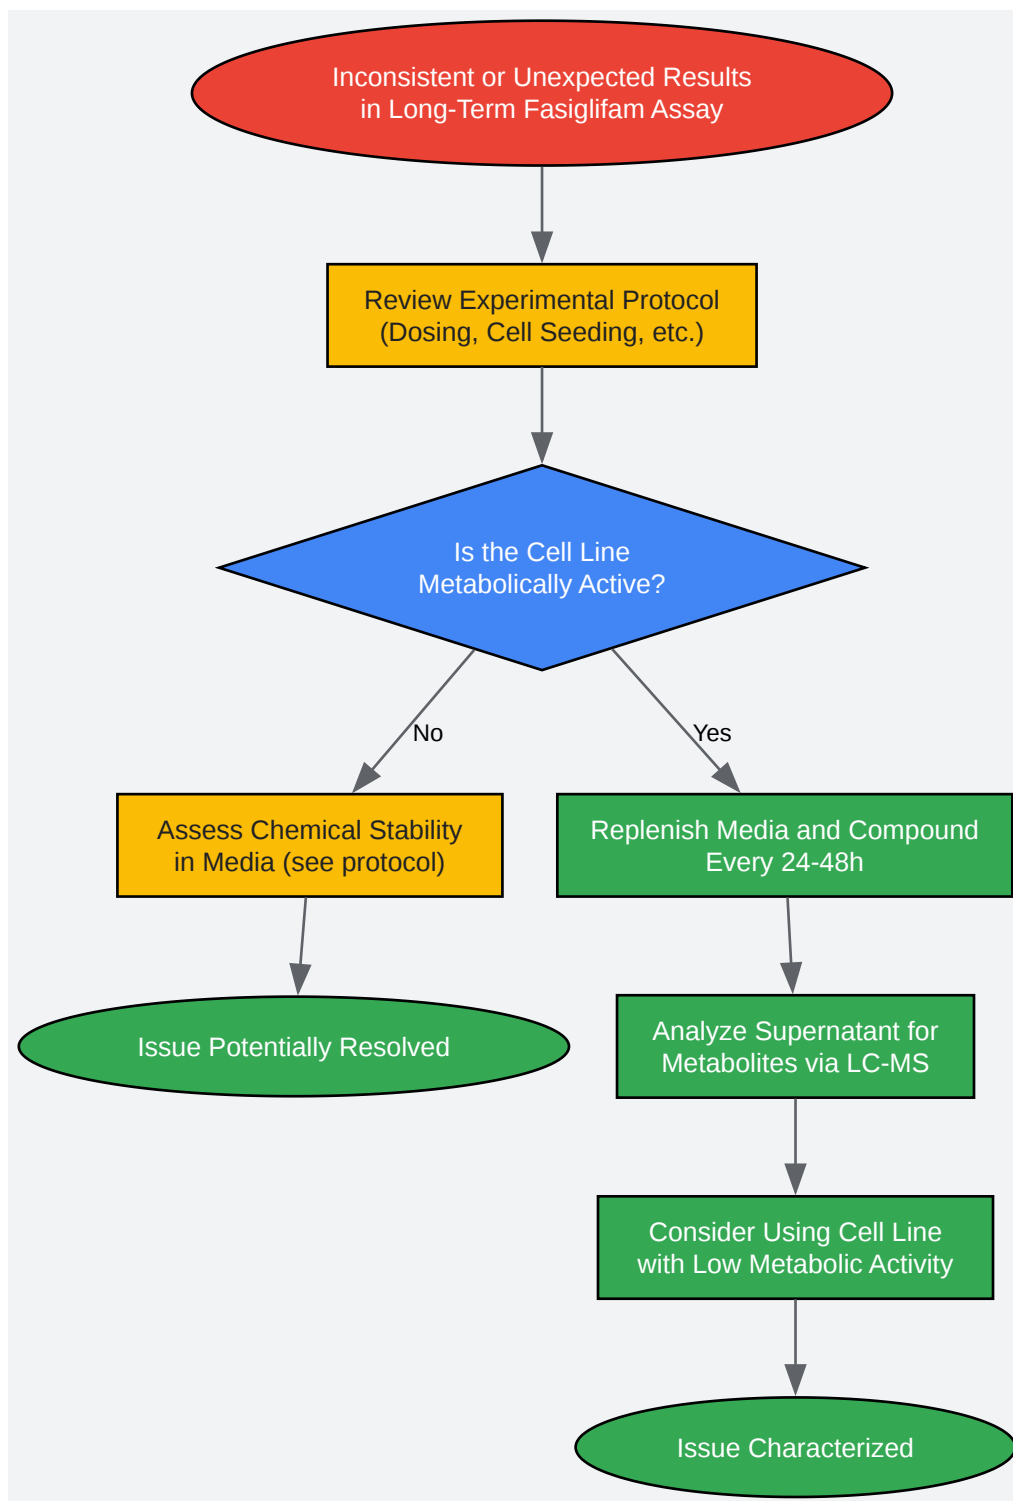 Inconsistent or Unexpected Results
in Long-Term Fasiglifam Assay
Review Experimental Protocol
(Dosing, Cell Seeding, etc.)
Is the Cell Line
Metabolically Active?
No
Yes
Assess Chemical Stability
in Media (see protocol)
Replenish Media and Compound
Every 24-48h
Issue Potentially Resolved
Analyze Supernatant for
Metabolites via LC-MS
Consider Using Cell Line
with Low Metabolic Activity
Issue Characterized